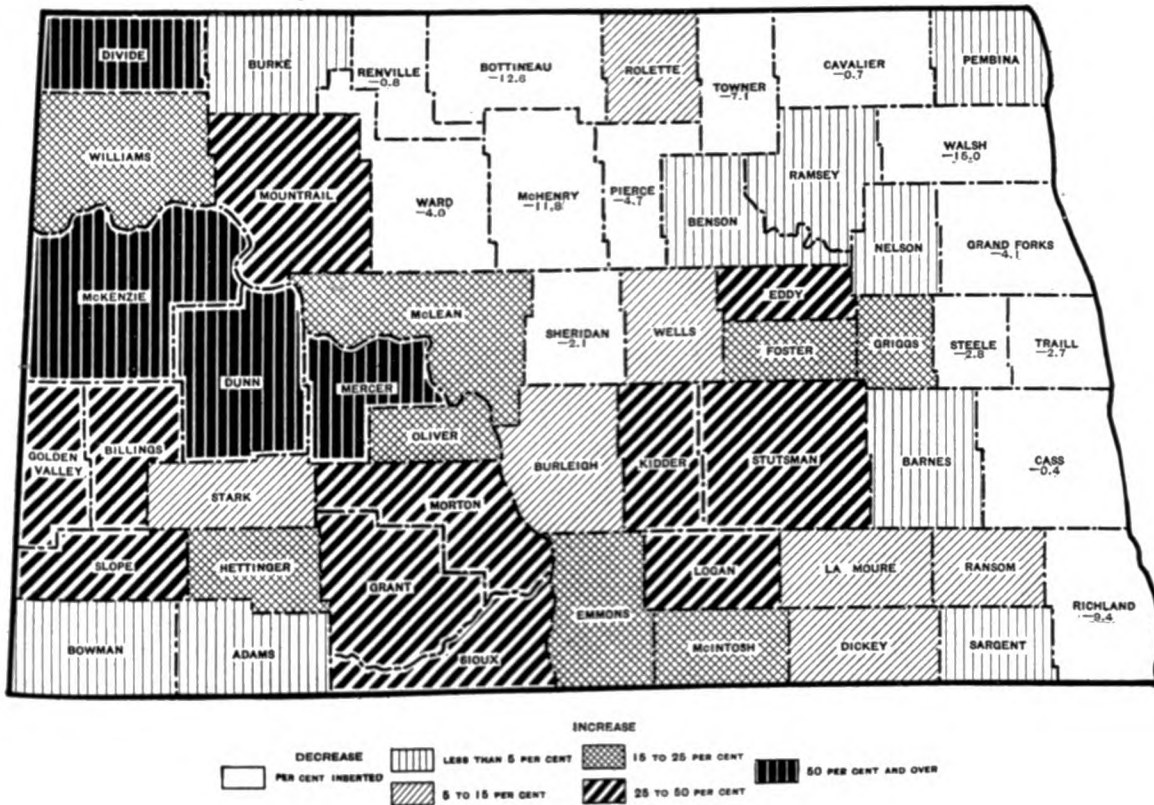 DIVIDE
BURKE
RENVILLE
—0.8
BOTTINEAU
—12.6
ROLETTE
TOWNER
—7.1
CAVALIER
—0.7
PEMBINA
WILLIAMS
MOUNTRAIL
WARD
—4.0
McHENRY
—11.8
PIERCE
—4.7
BENSON
RAMSEY
WALSH
—15.0
NELSON
GRAND FORKS
—4.1
McKENZIE
DUNN
MERCER
McLEAN
OLIVER
SHERIDAN
—2.1
WELLS
EDDY
FOSTER
GRIGGS
STEELE
—2.8
TRAILL
—2.7
GOLDEN
VALLEY
BILLINGS
STARK
MORTON
BURLEIGH
KIDDER
STUTSMAN
BARNES
CASS
—0.4
SLOPE
HETTINGER
GRANT
EMMONS
LOGAN
LA MOURE
RANSOM
RICHLAND
—9.4
BOWMAN
ADAMS
SIOUX
McINTOSH
DICKEY
SARGENT
INCREASE
DECREASE
PER CENT INSERTED
LESS THAN 5 PER CENT
15 TO 25 PER CENT
50 PER CENT AND OVER
5 TO 15 PER CENT
25 TO 50 PER CENT